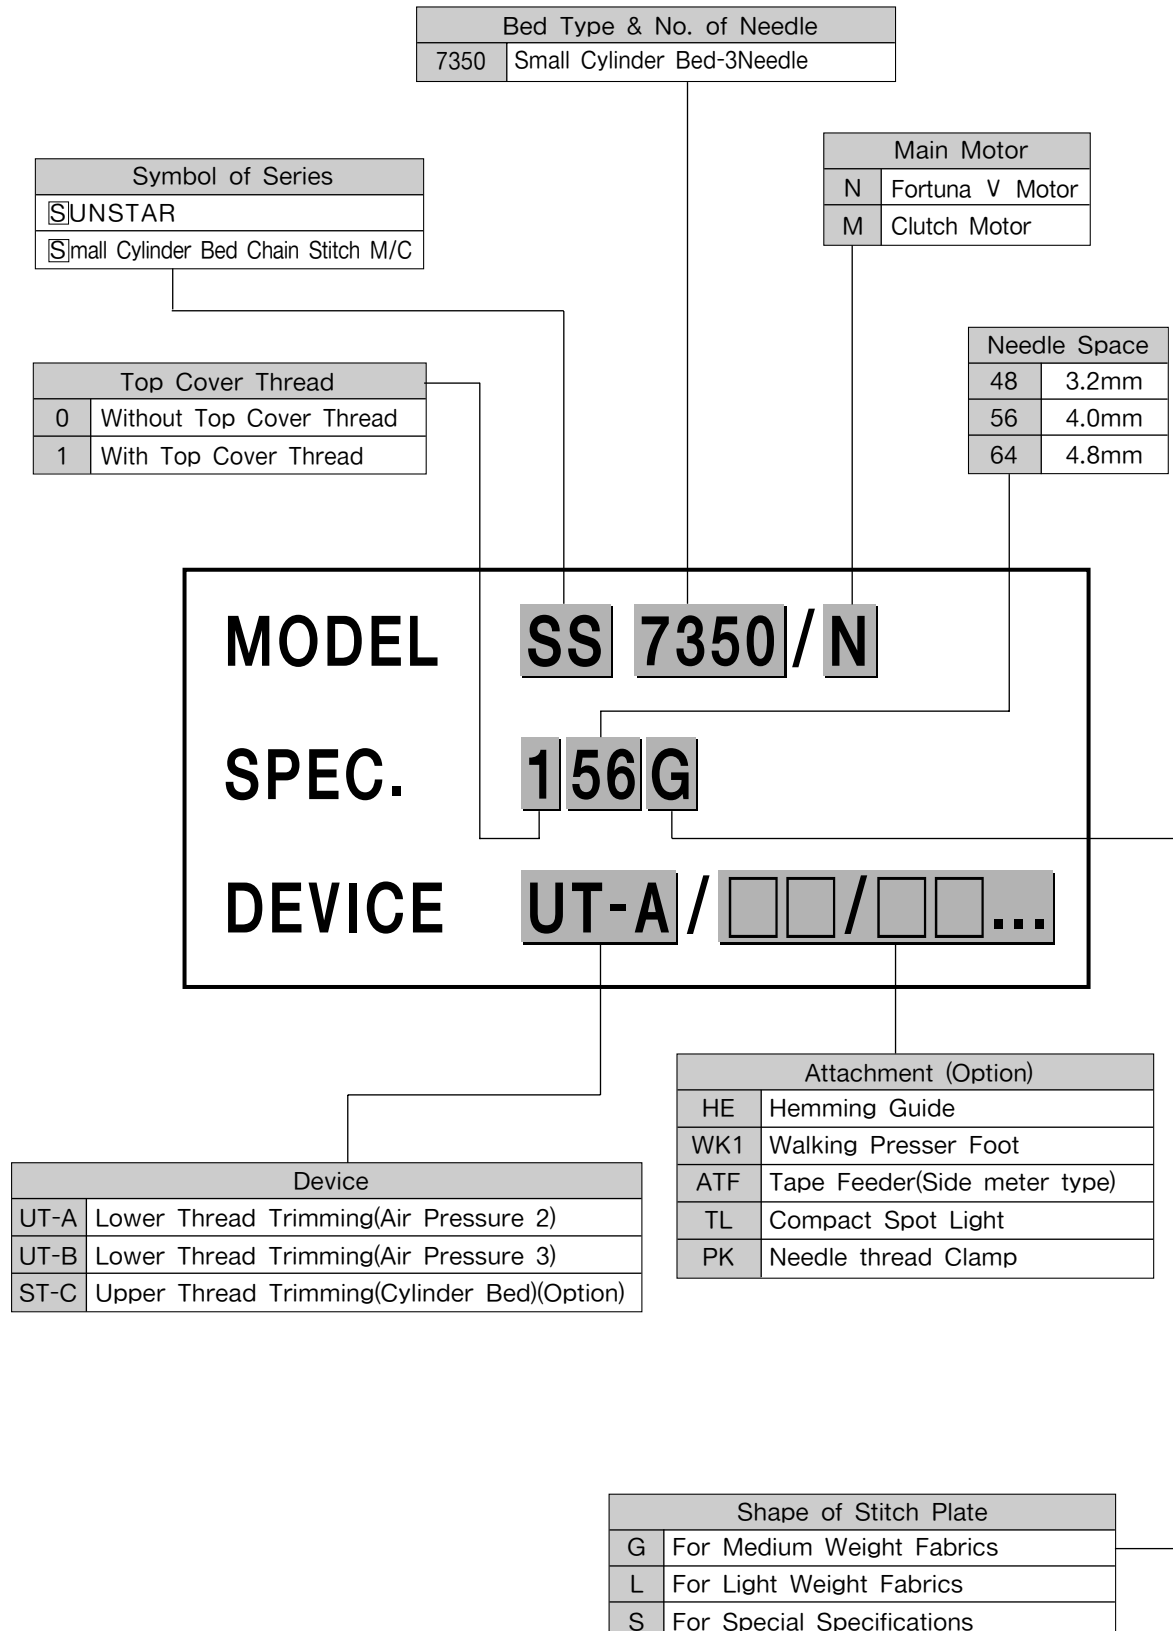 Bed Type & No. of Needle
7350 Small Cylinder Bed-3Needle
Main Motor
N Fortuna V Motor
M Clutch Motor
Symbol of Series
SUNSTAR
Small Cylinder Bed Chain Stitch M/C
Needle Space
48 3.2mm
56 4.0mm
64 4.8mm
Top Cover Thread
0 Without Top Cover Thread
1 With Top Cover Thread
MODEL SS 7350/N
SPEC. 156G
DEVICE UT-A/□□/□□...
Attachment (Option)
HE Hemming Guide
WK1 Walking Presser Foot
ATF Tape Feeder(Side meter type)
TL Compact Spot Light
PK Needle thread Clamp
Device
UT-A Lower Thread Trimming(Air Pressure 2)
UT-B Lower Thread Trimming(Air Pressure 3)
ST-C Upper Thread Trimming(Cylinder Bed)(Option)
Shape of Stitch Plate
G For Medium Weight Fabrics
L For Light Weight Fabrics
S For Special Specifications